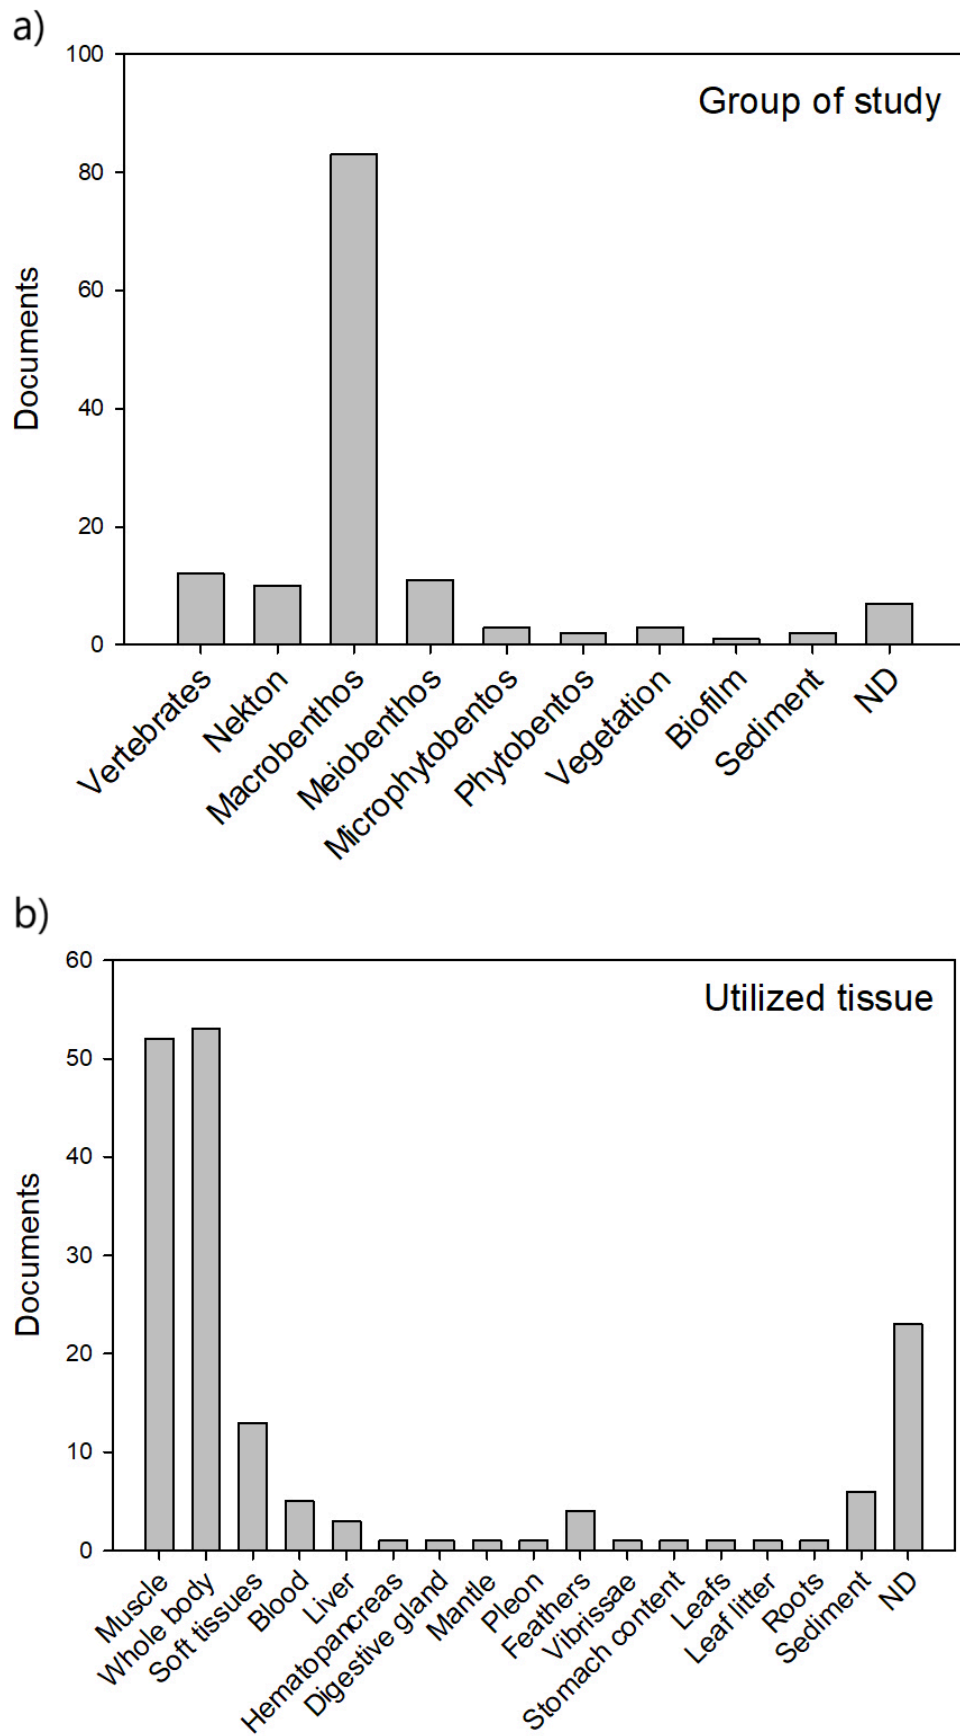 a)
Group of study
Documents
100
80
60
40
20
0
Vertebrates
Nekton
Macrobenthos
Meiobenthos
Microphytobentos
Phytobentos
Vegetation
Biofilm
Sediment
ND
b)
Utilized tissue
Documents
60
50
40
30
20
10
0
Muscle
Whole body
Soft tissues
Blood
Liver
Hematopancreas
Digestive gland
Mantle
Pleon
Feathers
Vibrissae
Stomach content
Leafs
Leaf litter
Roots
Sediment
ND